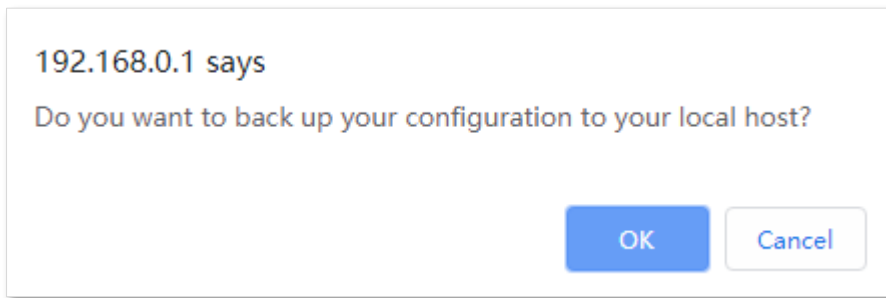 192.168.0.1 says
Do you want to back up your configuration to your local host?
OK
Cancel